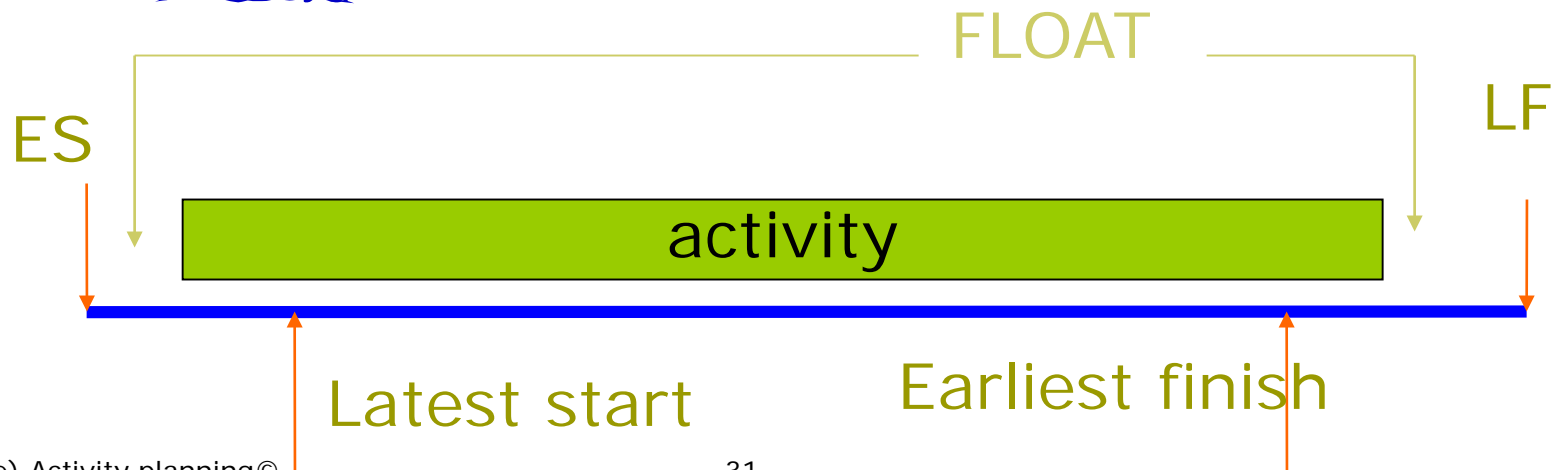 FLOAT
ES
LF
activity
Latest start
Earliest finish
) Activity planning©
31